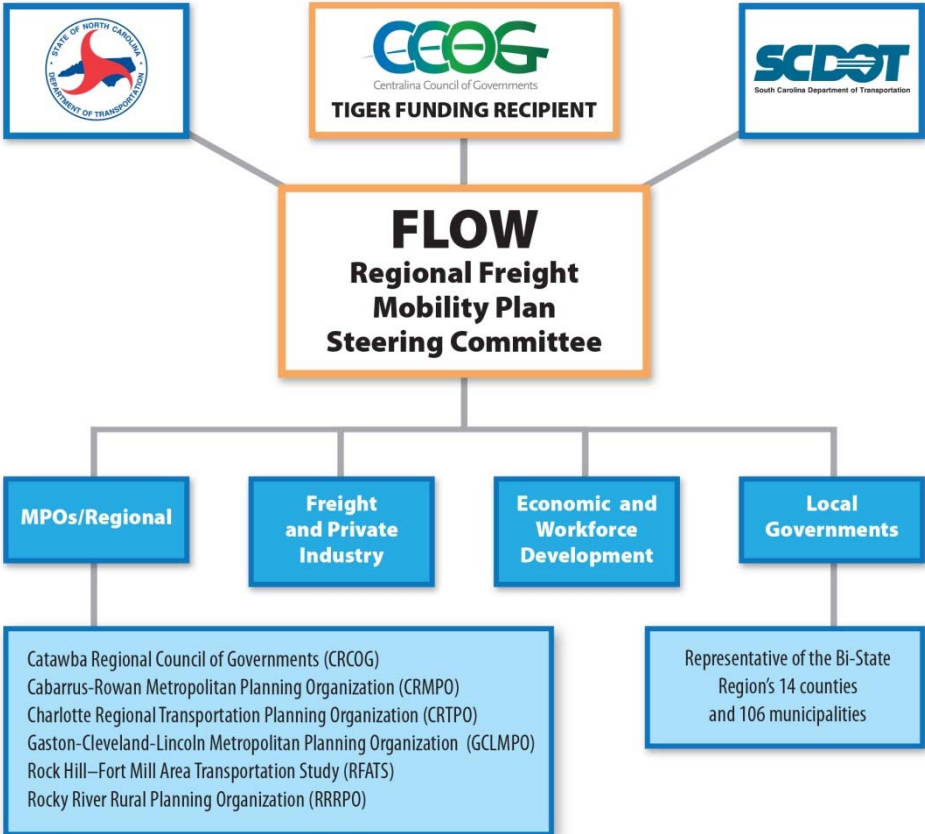 STATE OF NORTH CAROLINA
DEPARTMENT OF TRANSPORTATION
CCOG
Centralina Council of Governments
TIGER FUNDING RECIPIENT
SCDOT
South Carolina Department of Transportation
FLOW
Regional Freight
Mobility Plan
Steering Committee
MPOs/Regional
Freight
and Private
Industry
Economic and
Workforce
Development
Local
Governments
Catawba Regional Council of Governments (CRCOG)
Cabarrus-Rowan Metropolitan Planning Organization (CRMPO)
Charlotte Regional Transportation Planning Organization (CRTPO)
Gaston-Cleveland-Lincoln Metropolitan Planning Organization (GCLMPO)
Rock Hill–Fort Mill Area Transportation Study (RFATS)
Rocky River Rural Planning Organization (RRRPO)
Representative of the Bi-State
Region's 14 counties
and 106 municipalities